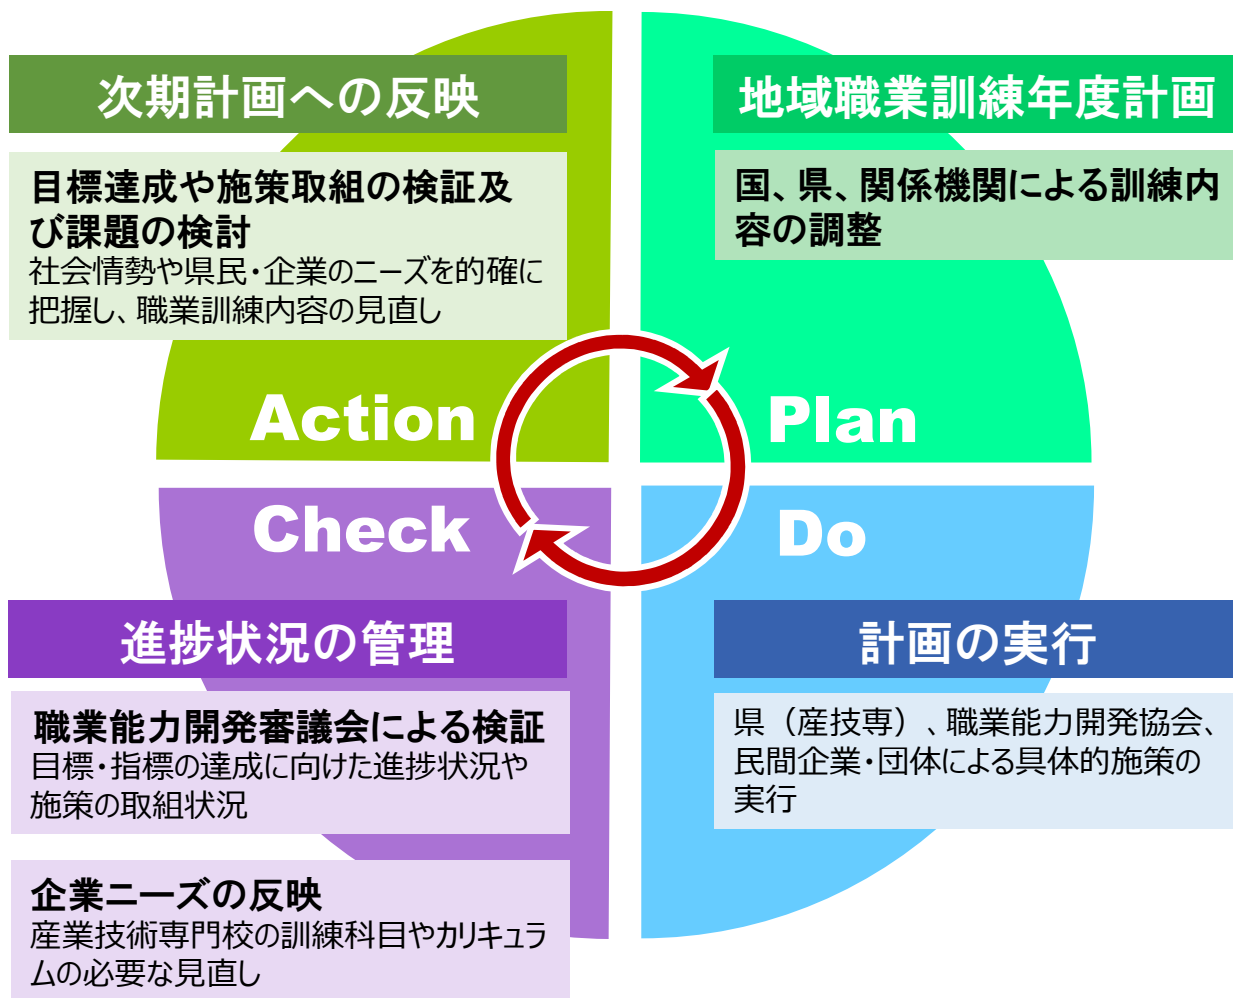 次期計画への反映
目標達成や施策取組の検証及
び課題の検討
社会情勢や県民・企業のニーズを的確に
把握し、職業訓練内容の見直し
Action
地域職業訓練年度計画
国、県、関係機関による訓練内
容の調整
Plan
Check
進捗状況の管理
職業能力開発審議会による検証
目標・指標の達成に向けた進捗状況や
施策の取組状況
企業ニーズの反映
産業技術専門校の訓練科目やカリキュラ
ムの必要な見直し
Do
計画の実行
県（産技専）、職業能力開発協会、
民間企業・団体による具体的施策の
実行